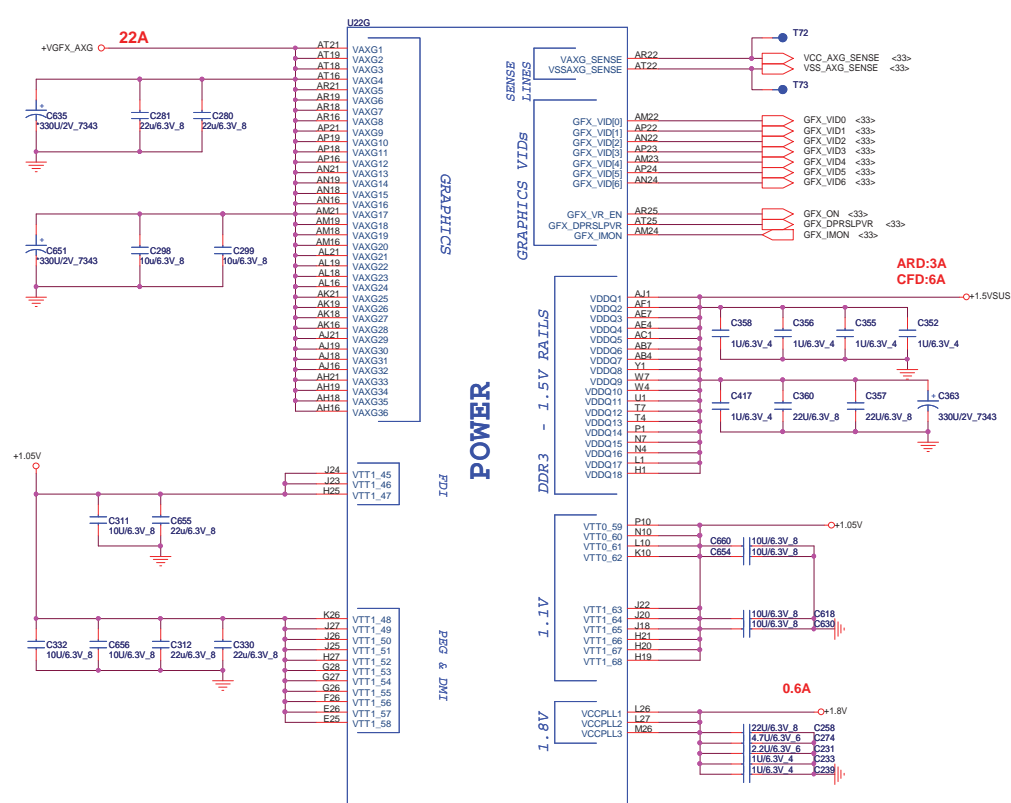 U22G
+VGFX_AXG
22A
AT21 VAXG1
AT19 VAXG2
AT18 VAXG3
AT16 VAXG4
AR21 VAXG5
AR19 VAXG6
AR18 VAXG7
AR16 VAXG8
AP21 VAXG9
AP19 VAXG10
AP18 VAXG11
AP16 VAXG12
AN21 VAXG13
AN19 VAXG14
AN18 VAXG15
AN16 VAXG16
AM21 VAXG17
AM19 VAXG18
AM18 VAXG19
AM16 VAXG20
AL21 VAXG21
AL19 VAXG22
AL18 VAXG23
AL16 VAXG24
AK21 VAXG25
AK19 VAXG26
AK18 VAXG27
AK16 VAXG28
AJ21 VAXG29
AJ19 VAXG30
AJ18 VAXG31
AJ16 VAXG32
AH21 VAXG33
AH19 VAXG34
AH18 VAXG35
AH16 VAXG36
GRAPHICS
+
C635
*330U/2V_7343
C281
22u/6.3V_8
C280
22u/6.3V_8
+
C651
*330U/2V_7343
C298
10u/6.3V_8
C299
10u/6.3V_8
+1.05V
J24 VTT1_45
J23 VTT1_46
H25 VTT1_47
FDI
C311
10U/6.3V_8
C655
22u/6.3V_8
K26 VTT1_48
J27 VTT1_49
J26 VTT1_50
J25 VTT1_51
H27 VTT1_52
G28 VTT1_53
G27 VTT1_54
G26 VTT1_55
F26 VTT1_56
E26 VTT1_57
E25 VTT1_58
PEG & DMI
C332
10U/6.3V_8
C656
10U/6.3V_8
C312
22u/6.3V_8
C330
22u/6.3V_8
POWER
SENSE
LINES
VAXG_SENSE AR22
VSSAXG_SENSE AT22
T72
VCC_AXG_SENSE <33>
VSS_AXG_SENSE <33>
T73
GRAPHICS VIDs
GFX_VID[0] AM22 GFX_VID0 <33>
GFX_VID[1] AP22 GFX_VID1 <33>
GFX_VID[2] AN22 GFX_VID2 <33>
GFX_VID[3] AP23 GFX_VID3 <33>
GFX_VID[4] AM23 GFX_VID4 <33>
GFX_VID[5] AP24 GFX_VID5 <33>
GFX_VID[6] AN24 GFX_VID6 <33>
GFX_VR_EN AR25 GFX_ON <33>
GFX_DPRSLPVR AT25 GFX_DPRSLPVR <33>
GFX_IMON AM24 GFX_IMON <33>
ARD:3A
CFD:6A
+1.5VSUS
DDR3 - 1.5V RAILS
VDDQ1 AJ1
VDDQ2 AF1
VDDQ3 AE7
VDDQ4 AE4
VDDQ5 AC1
VDDQ6 AB7
VDDQ7 AB4
VDDQ8 Y1
VDDQ9 W7
VDDQ10 W4
VDDQ11 U1
VDDQ12 T7
VDDQ13 T4
VDDQ14 P1
VDDQ15 N7
VDDQ16 N4
VDDQ17 L1
VDDQ18 H1
C358
1U/6.3V_4
C356
1U/6.3V_4
C355
1U/6.3V_4
C352
1U/6.3V_4
C417
1U/6.3V_4
C360
22U/6.3V_8
C357
22U/6.3V_8
+
C363
330U/2V_7343
1.1V
VTT0_59 P10
VTT0_60 N10
VTT0_61 L10
VTT0_62 K10
+1.05V
C660 10U/6.3V_8
C654 10U/6.3V_8
VTT1_63 J22
VTT1_64 J20
VTT1_65 J18
VTT1_66 H21
VTT1_67 H20
VTT1_68 H19
10U/6.3V_8 C618
10U/6.3V_8 C630
0.6A
1.8V
VCCPLL1 L26
VCCPLL2 L27
VCCPLL3 M26
+1.8V
22U/6.3V_8 C258
4.7U/6.3V_6 C274
2.2U/6.3V_6 C231
1U/6.3V_4 C233
1U/6.3V_4 C239